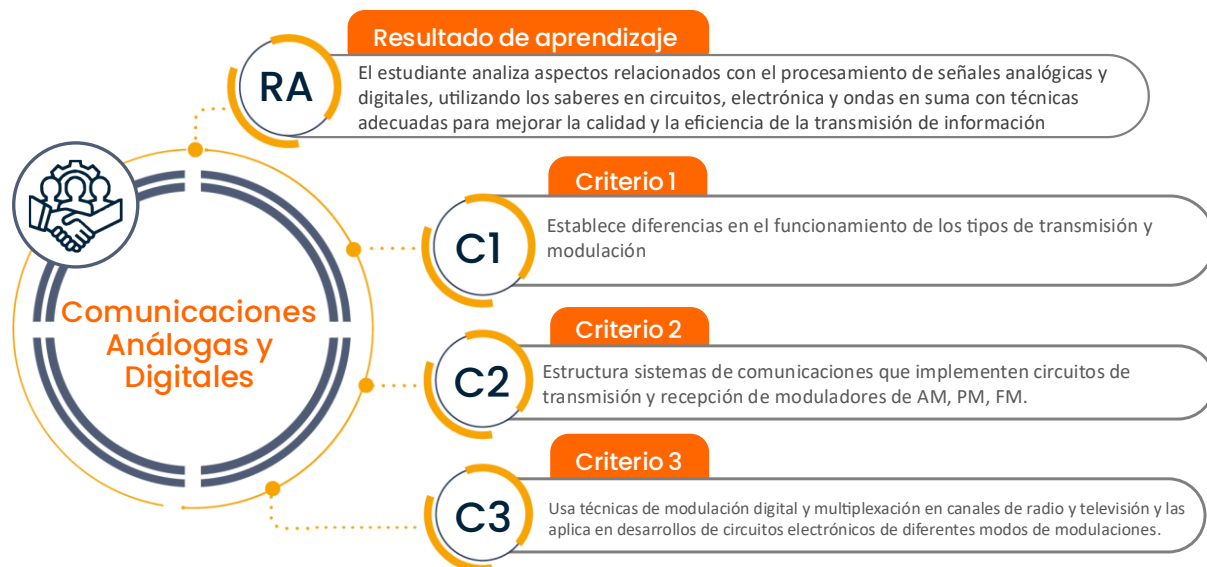 Resultado de aprendizaje
RA
El estudiante analiza aspectos relacionados con el procesamiento de señales analógicas y
digitales, utilizando los saberes en circuitos, electrónica y ondas en suma con técnicas
adecuadas para mejorar la calidad y la eficiencia de la transmisión de información
Comunicaciones
Análogas y
Digitales
Criterio 1
C1
Establece diferencias en el funcionamiento de los tipos de transmisión y
modulación
Criterio 2
C2
Estructura sistemas de comunicaciones que implementen circuitos de
transmisión y recepción de moduladores de AM, PM, FM.
Criterio 3
C3
Usa técnicas de modulación digital y multiplexación en canales de radio y televisión y las
aplica en desarrollos de circuitos electrónicos de diferentes modos de modulaciones.